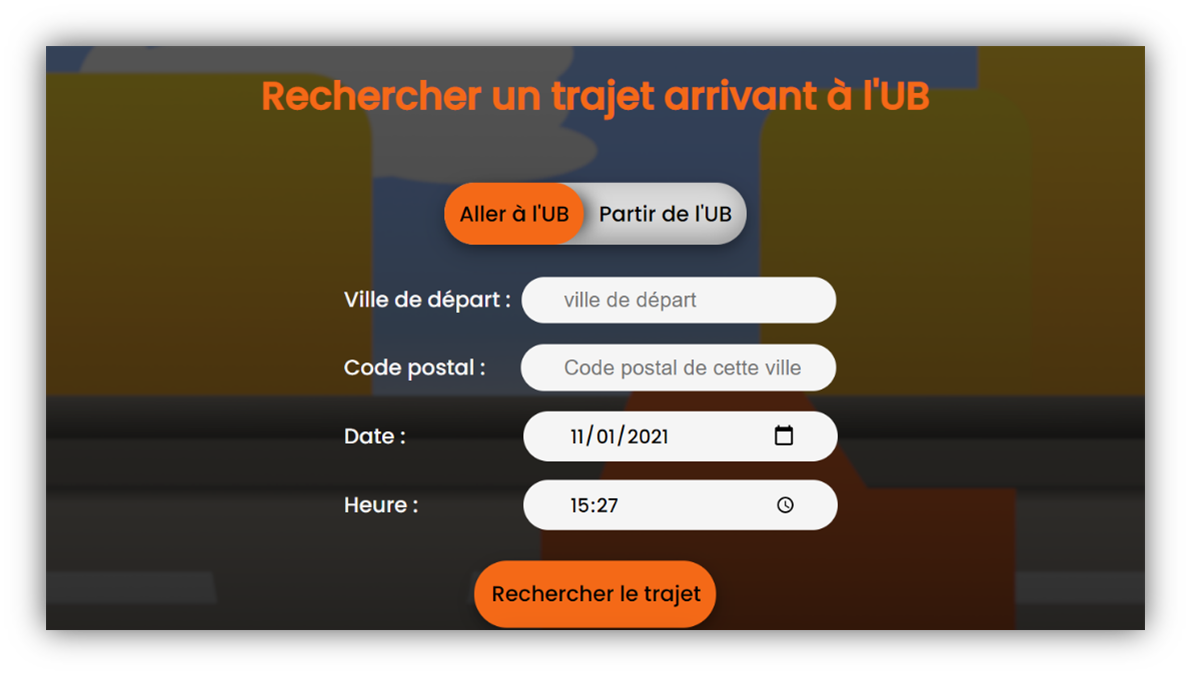 Rechercher un trajet arrivant à l'UB
Aller à l'UB Partir de l'UB
Ville de départ : ville de départ
Code postal : Code postal de cette ville
Date : 11/01/2021
Heure : 15:27
Rechercher le trajet